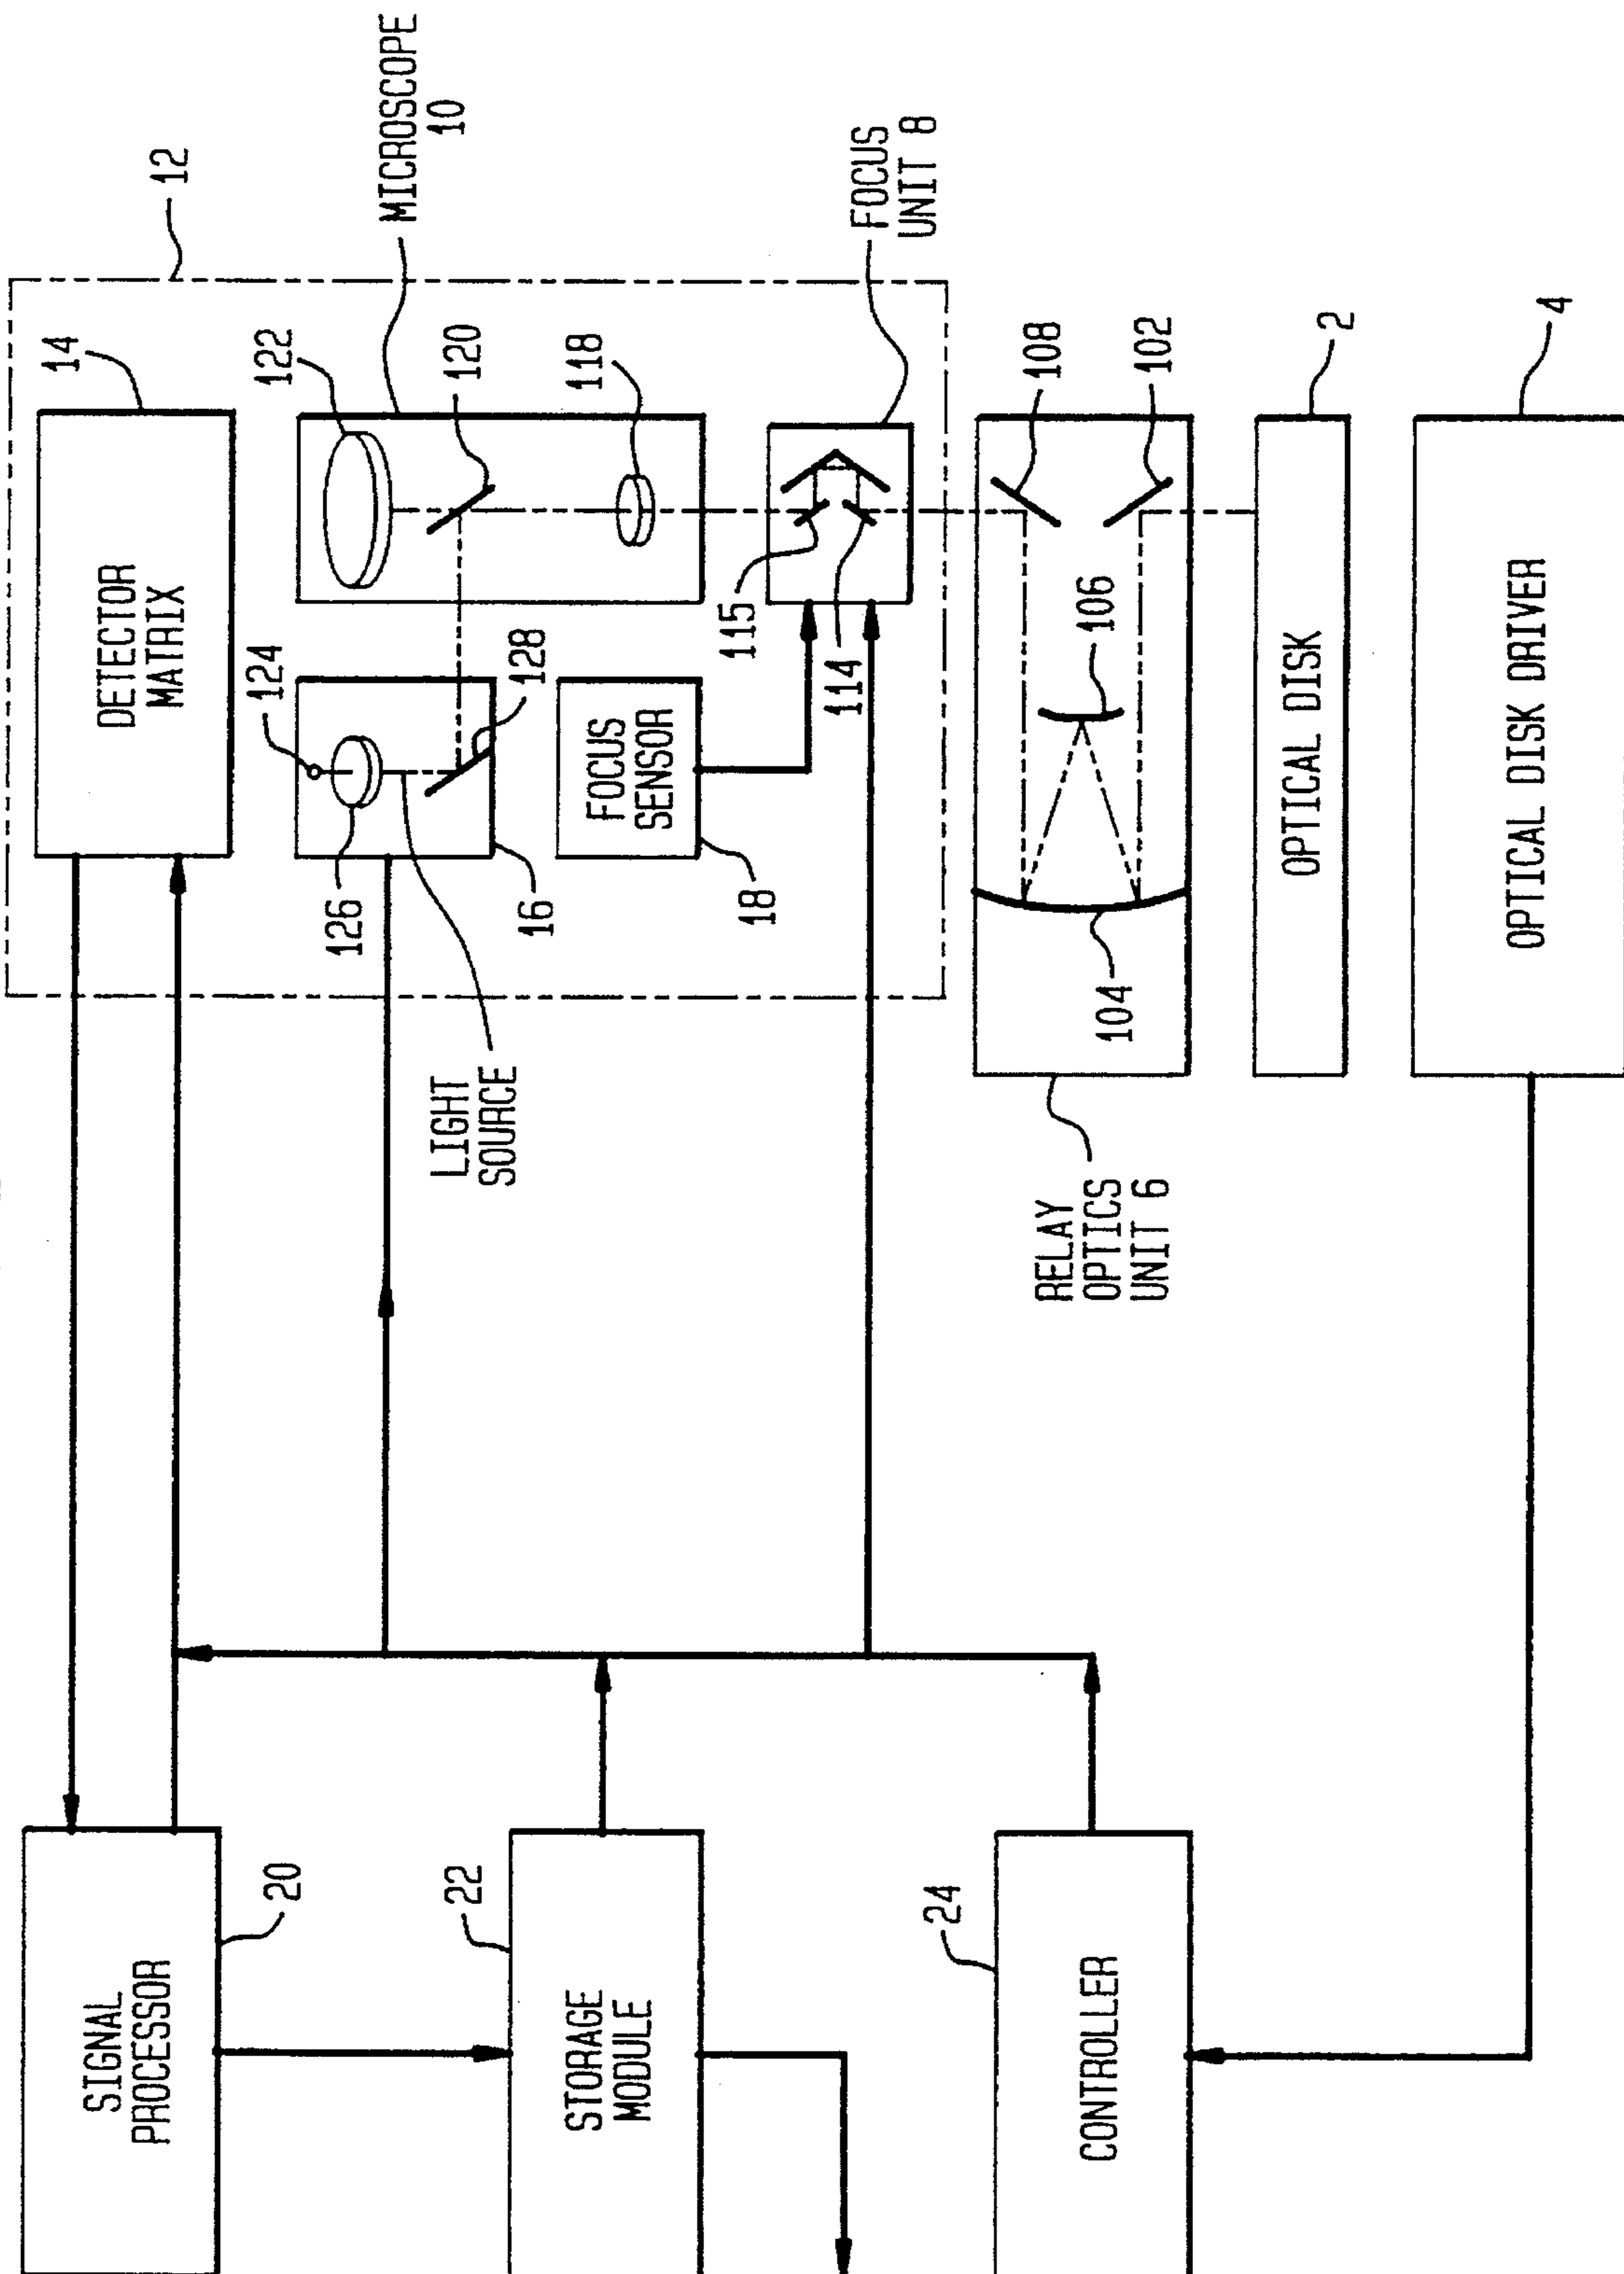 SIGNAL
PROCESSOR
20
STORAGE
MODULE
22
CONTROLLER
24
DETECTOR
MATRIX
14
12
LIGHT
SOURCE
124
126
128
16
FOCUS
SENSOR
18
MICROSCOPE
10
122
120
118
115
114
FOCUS
UNIT 8
RELAY
OPTICS
UNIT 6
104
106
108
102
OPTICAL DISK
2
OPTICAL DISK DRIVER
4